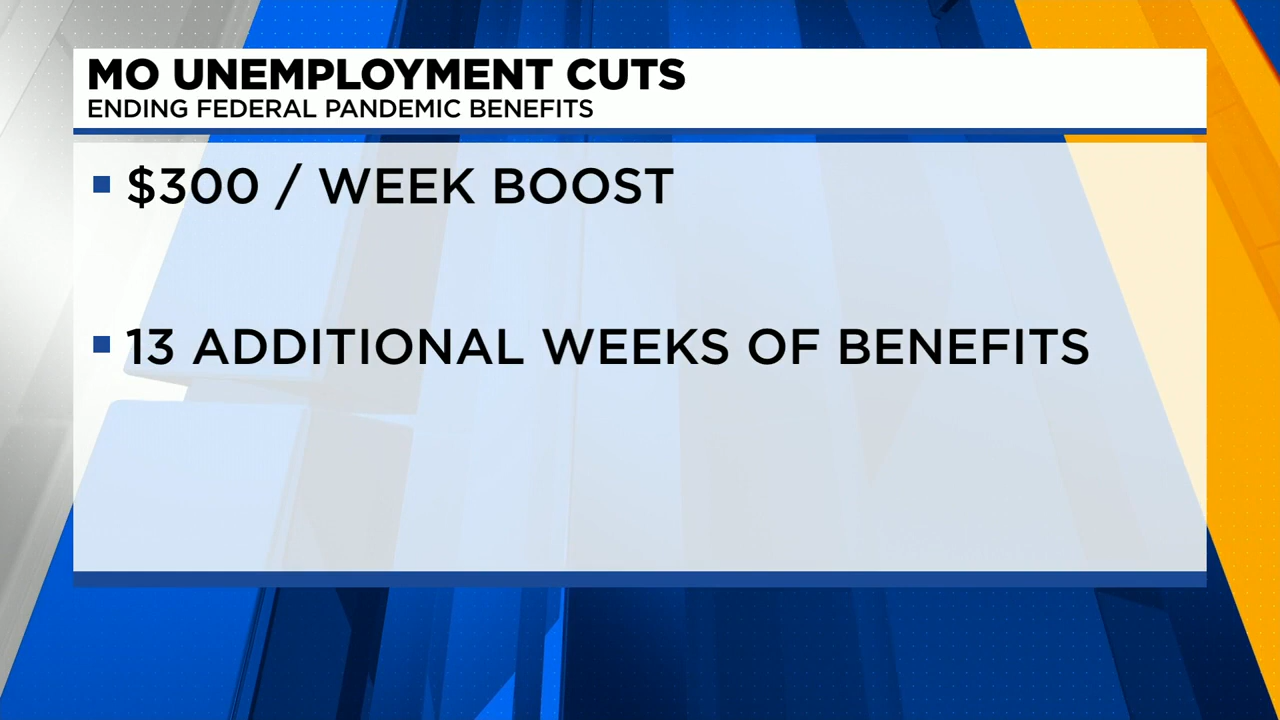 MO UNEMPLOYMENT CUTS
ENDING FEDERAL PANDEMIC BENEFITS
$300 / WEEK BOOST
13 ADDITIONAL WEEKS OF BENEFITS